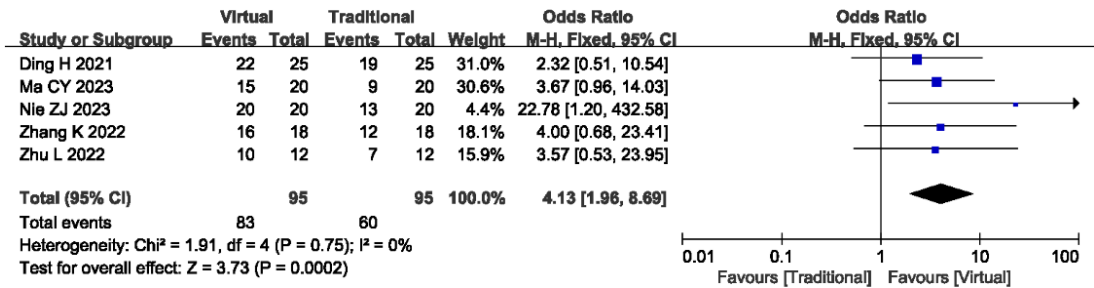 Virtual Traditional Odds Ratio Odds Ratio
Study or Subgroup Events Total Events Total Weight M-H, Fixed, 95% CI M-H, Fixed, 95% CI
Ding H 2021 22 25 19 25 31.0% 2.32 [0.51, 10.54]
Ma CY 2023 15 20 9 20 30.6% 3.67 [0.96, 14.03]
Nie ZJ 2023 20 20 13 20 4.4% 22.78 [1.20, 432.58]
Zhang K 2022 16 18 12 18 18.1% 4.00 [0.68, 23.41]
Zhu L 2022 10 12 7 12 15.9% 3.57 [0.53, 23.95]
Total (95% CI) 95 95 100.0% 4.13 [1.96, 8.69]
Total events 83 60
Heterogeneity: Chi² = 1.91, df = 4 (P = 0.75); I² = 0%
Test for overall effect: Z = 3.73 (P = 0.0002)
0.01 0.1 1 10 100
Favours [Traditional] Favours [Virtual]